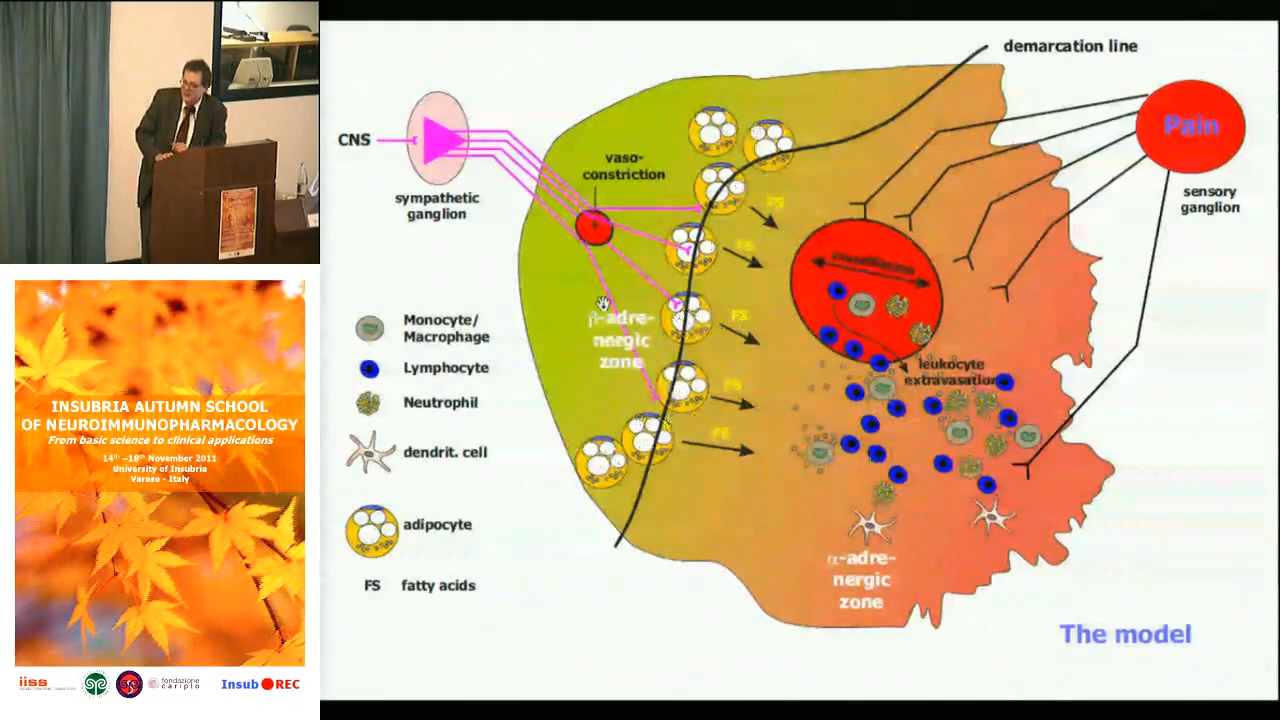 demarcation line
CNS
Pain
vaso-
constriction
sympathetic
ganglion
sensory
ganglion
FS
FS
FS
FS
FS
β-adre-
nergic
zone
leukocyte
extravasation
Monocyte/
Macrophage
Lymphocyte
Neutrophil
dendrit. cell
adipocyte
FS fatty acids
α-adre-
nergic
zone
The model
INSUBRIA AUTUMN SCHOOL
OF NEUROIMMUNOPHARMACOLOGY
From basic science to clinical applications
14th -18th November 2011
University of Insubria
Varese - Italy
iiss
fondazione
cariplo
Insub REC